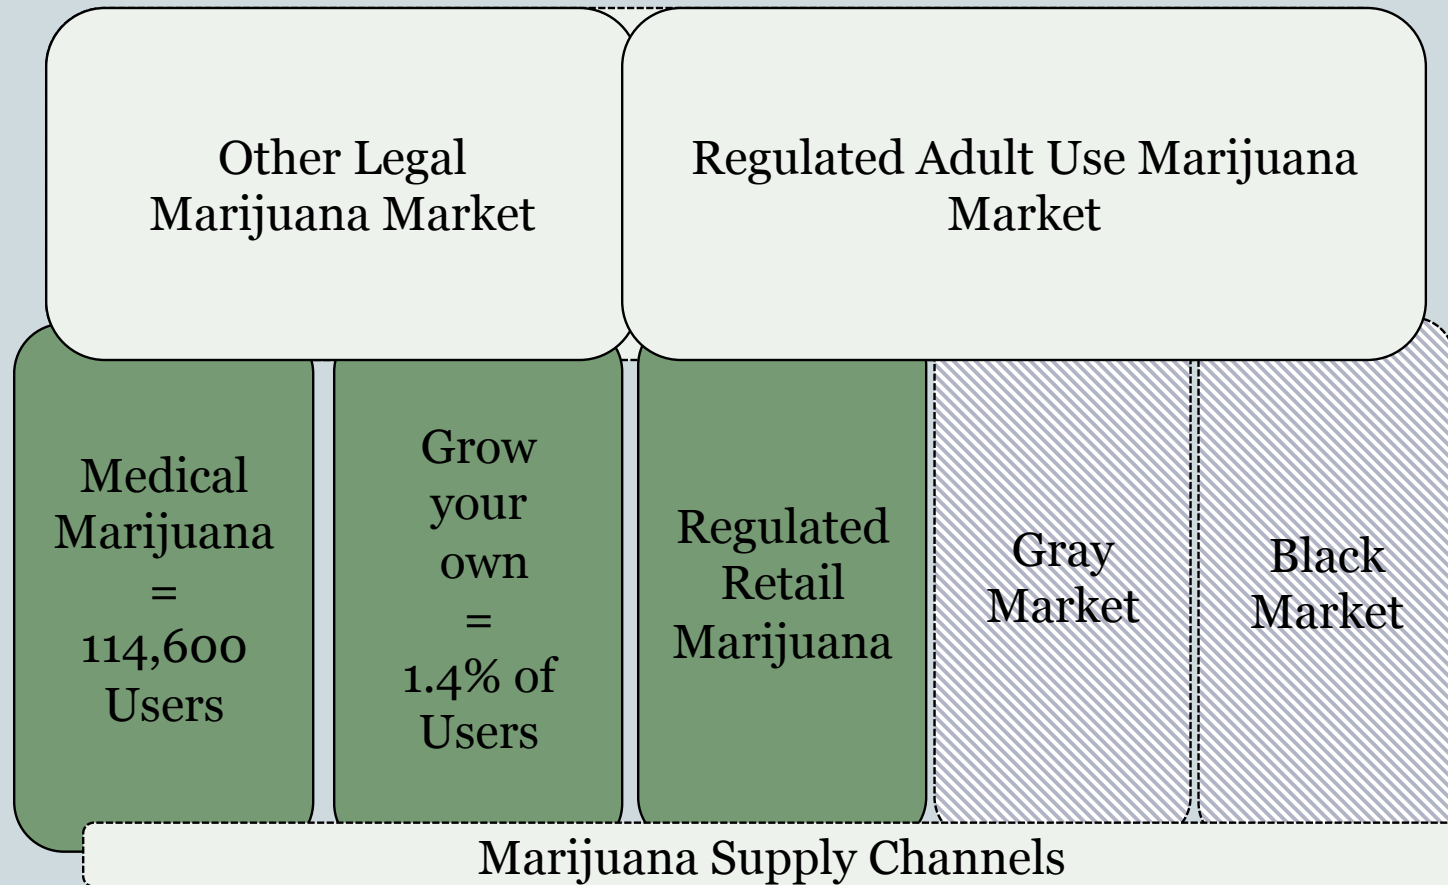 Other Legal
Marijuana Market
Regulated Adult Use Marijuana
Market
Medical
Marijuana
=
114,600
Users
Grow
your
own
=
1.4% of
Users
Regulated
Retail
Marijuana
Gray
Market
Black
Market
Marijuana Supply Channels